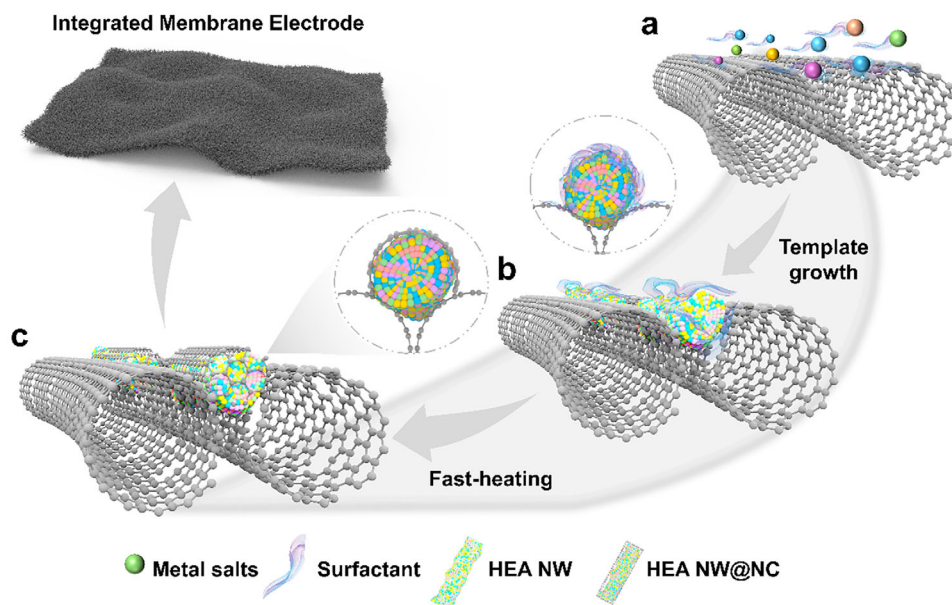 Integrated Membrane Electrode
a
Template
growth
b
c
Fast-heating
Metal salts
Surfactant
HEA NW
HEA NW@NC